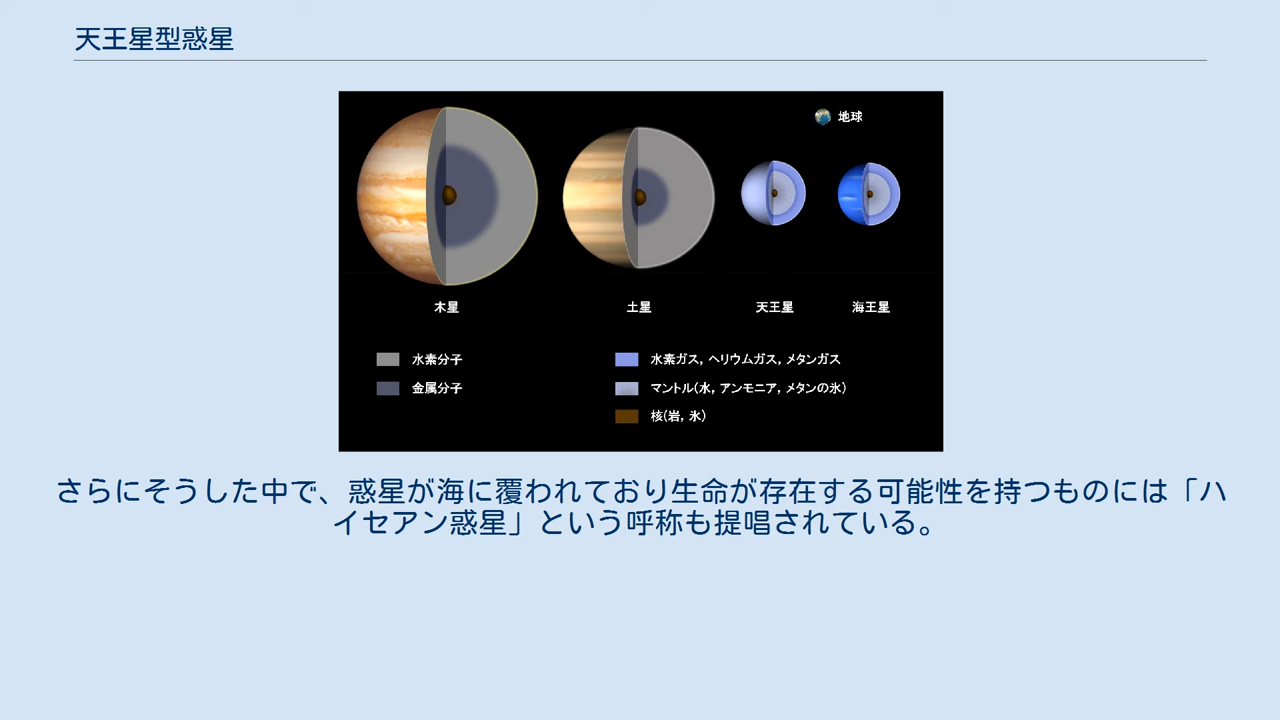 天王星型惑星
地球
木星
土星
天王星
海王星
水素分子
金属分子
水素ガス, ヘリウムガス, メタンガス
マントル(水, アンモニア, メタンの氷)
核(岩, 氷)
さらにそうした中で、惑星が海に覆われており生命が存在する可能性を持つものには「ハ
イセアン惑星」という呼称も提唱されている。